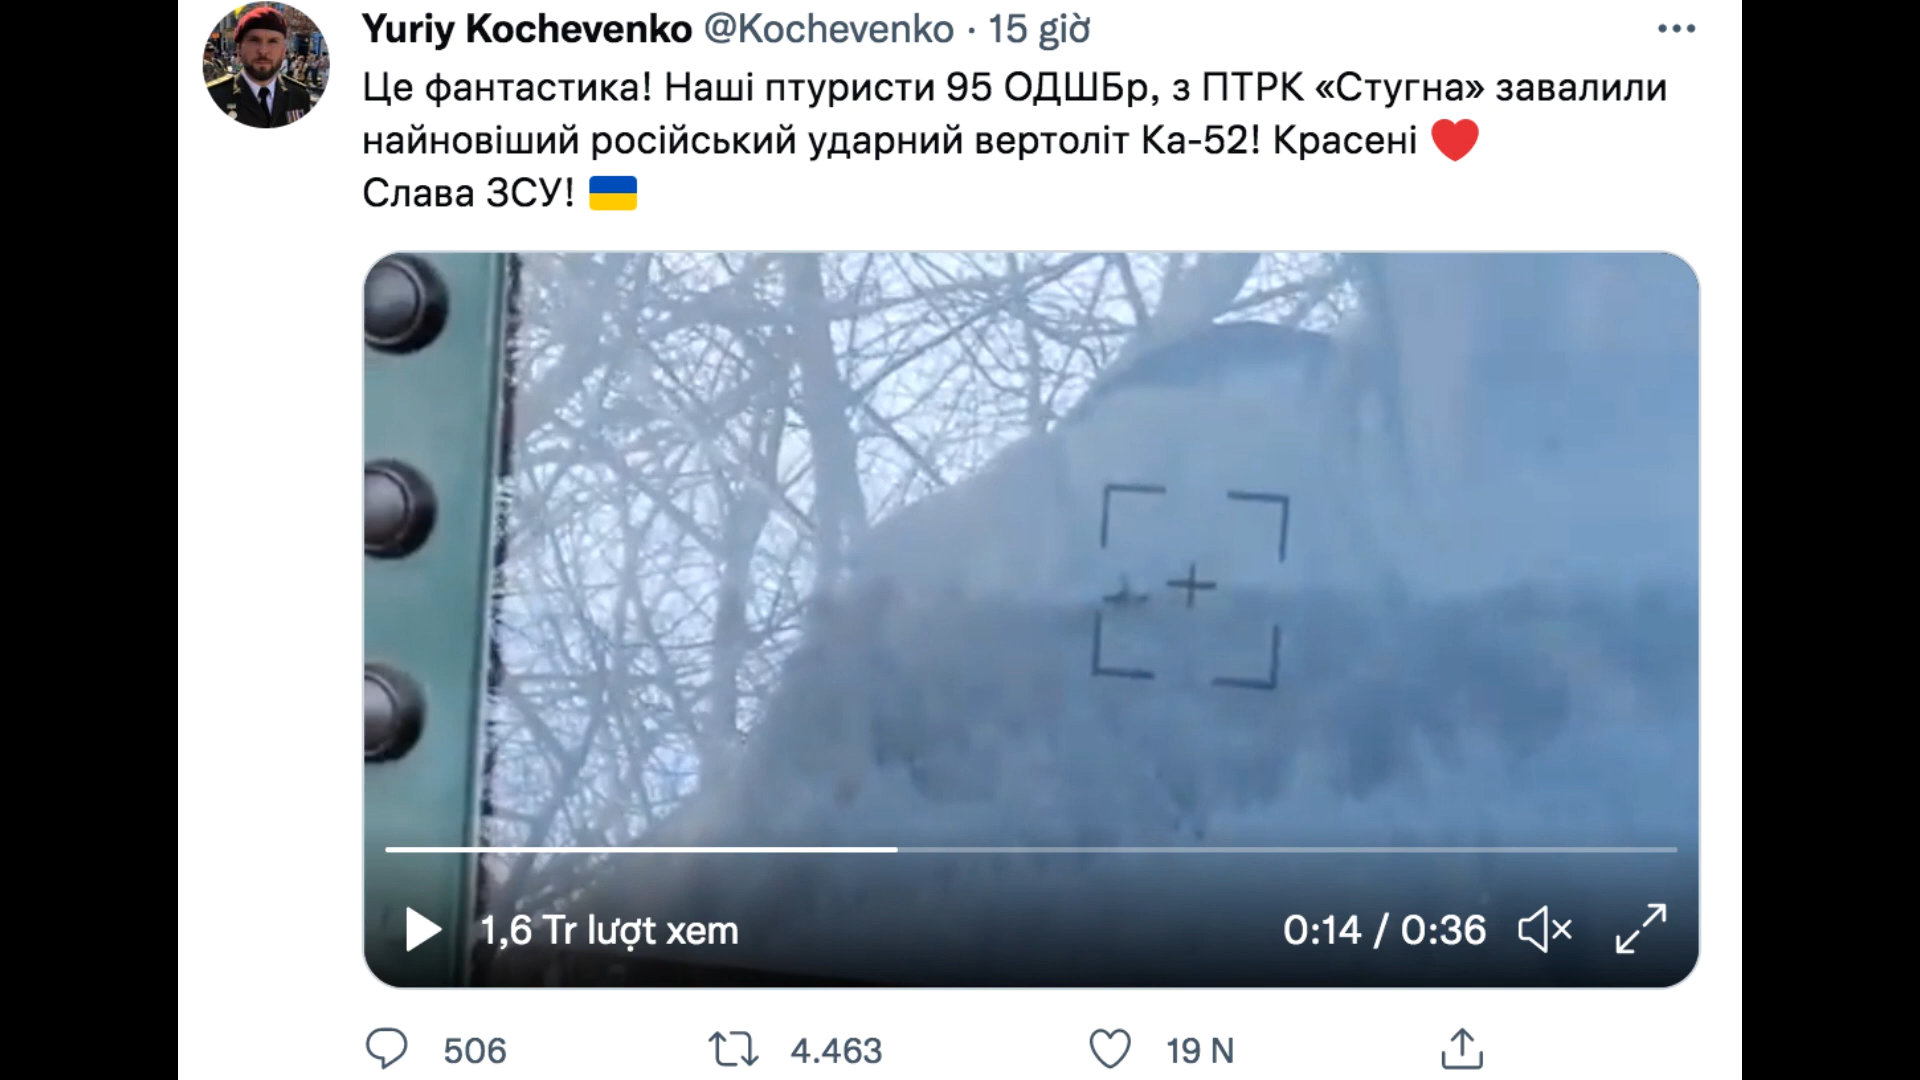 Yuriy Kochevenko @Kochevenko · 15 giờ
Це фантастика! Наші птуристи 95 ОДШБр, з ПТРК «Стугна» завалили
найновіший російський ударний вертоліт Ка-52! Красені ❤️
Слава ЗСУ! 🇺🇦
1,6 Tr lượt xem
0:14 / 0:36
506
4.463
19 N